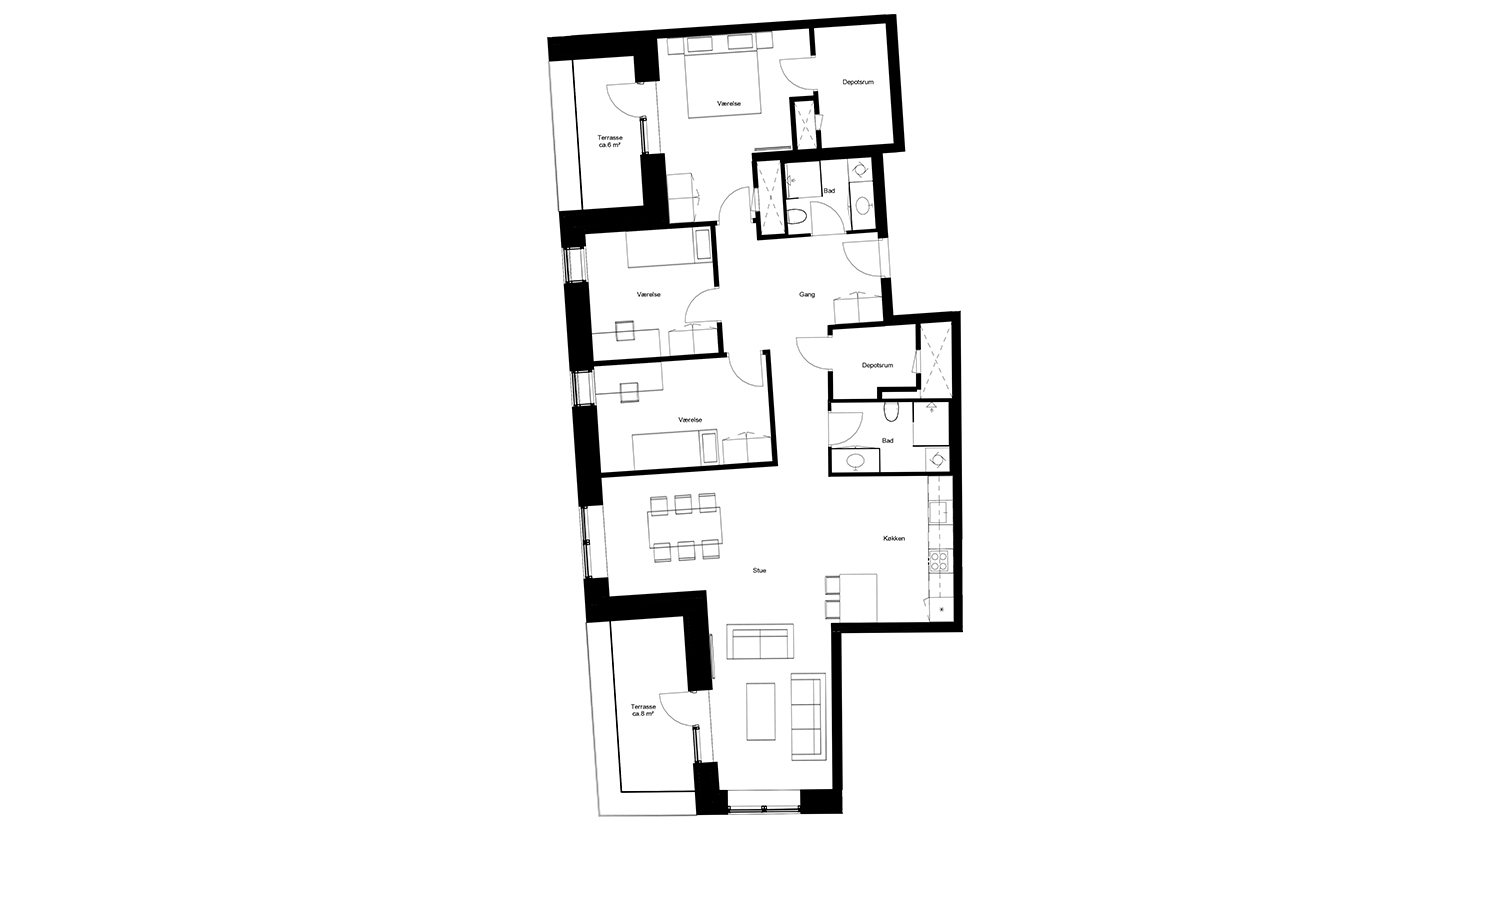 Depotsrum
Værelse
Terrasse
ca.6 m²
Bad
Værelse
Gang
Depotsrum
Værelse
Bad
Køkken
Stue
Terrasse
ca.8 m²